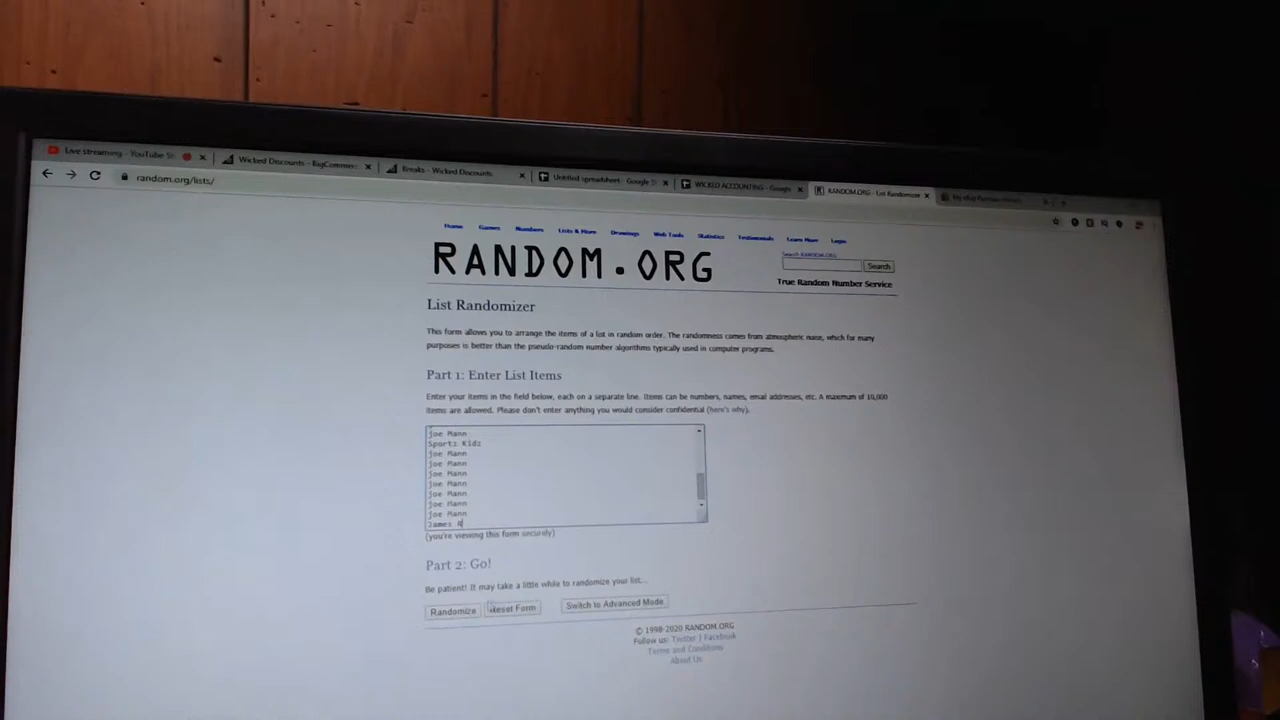 Live streaming - YouTube St
Wicked Discounts - BigCommerc
Breaks - Wicked Discounts
Untitled spreadsheet - Google S
WICKED ACCOUNTING - Google
RANDOM.ORG - List Randomizer
random.org/lists/
Home Games Numbers Lists & More Drawings Web Tools Statistics Testimonials Learn More Login
RANDOM.ORG
Search RANDOM.ORG
Search
True Random Number Service
List Randomizer
This form allows you to arrange the items of a list in random order. The randomness comes from atmospheric noise, which for many
purposes is better than the pseudo-random number algorithms typically used in computer programs.
Part 1: Enter List Items
Enter your items in the field below, each on a separate line. Items can be numbers, names, email addresses, etc. A maximum of 10,000
items are allowed. Please don't enter anything you would consider confidential (here's why).
joe Mann
Sportz Kidz
joe Mann
joe Mann
joe Mann
joe Mann
joe Mann
joe Mann
joe Mann
James
(you're viewing this form securely)
Part 2: Go!
Be patient! It may take a little while to randomize your list...
Randomize Reset Form Switch to Advanced Mode
© 1998-2020 RANDOM.ORG
Follow us: Twitter | Facebook
Terms and Conditions
About Us